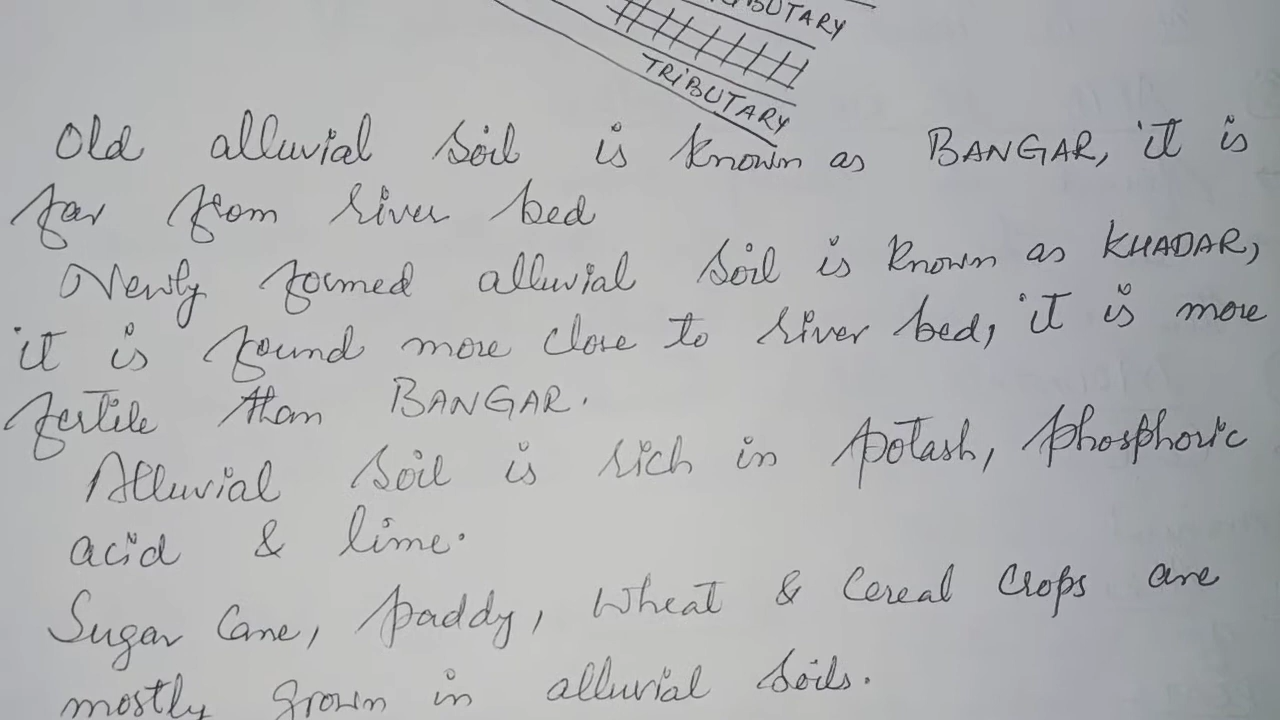 TRIBUTARY
TRIBUTARY
Old alluvial soil is known as BANGAR, it is
far from river bed
Newly formed alluvial soil is known as KHADAR,
it is found more close to river bed, it is more
fertile than BANGAR.
Alluvial soil is rich in potash, phosphoric
acid & lime.
Sugar Cane, paddy, wheat & Cereal Crops are
mostly grown in alluvial soils.